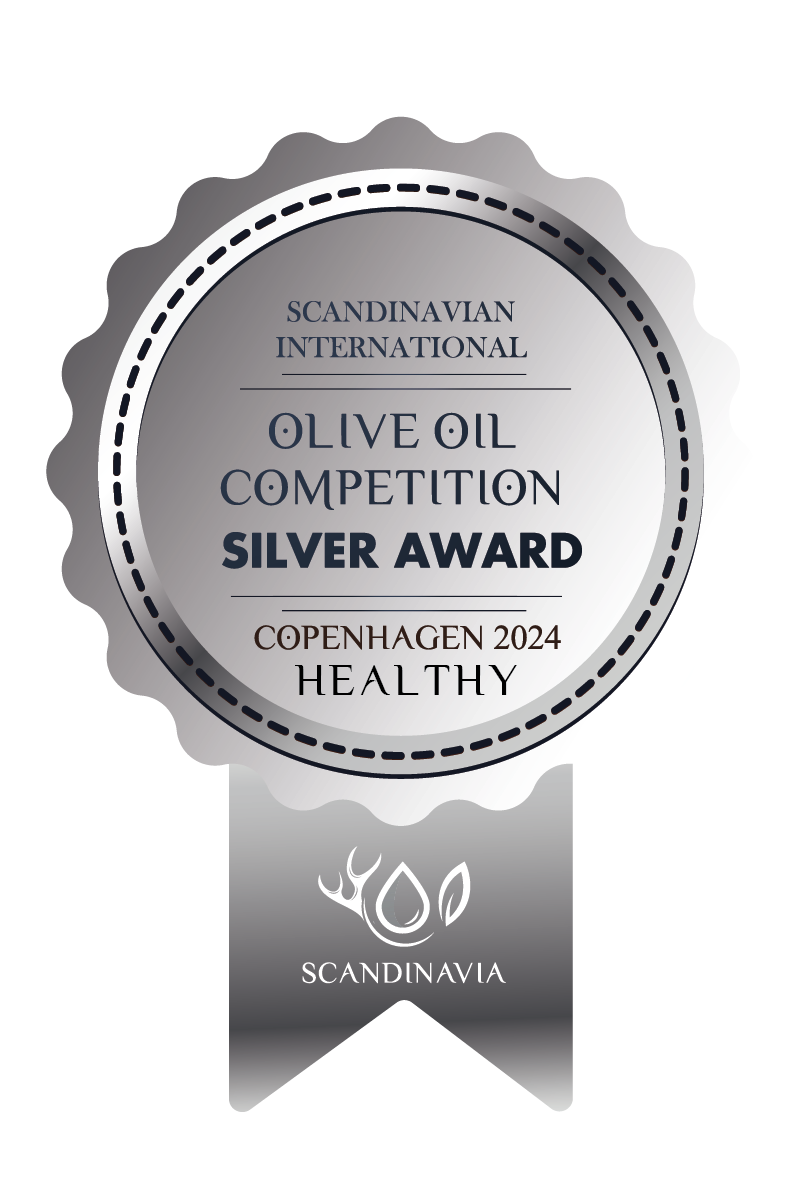 SCANDINAVIAN
INTERNATIONAL
OLIVE OIL
COMPETITION
SILVER AWARD
COPENHAGEN 2024
HEALTHY
SCANDINAVIA